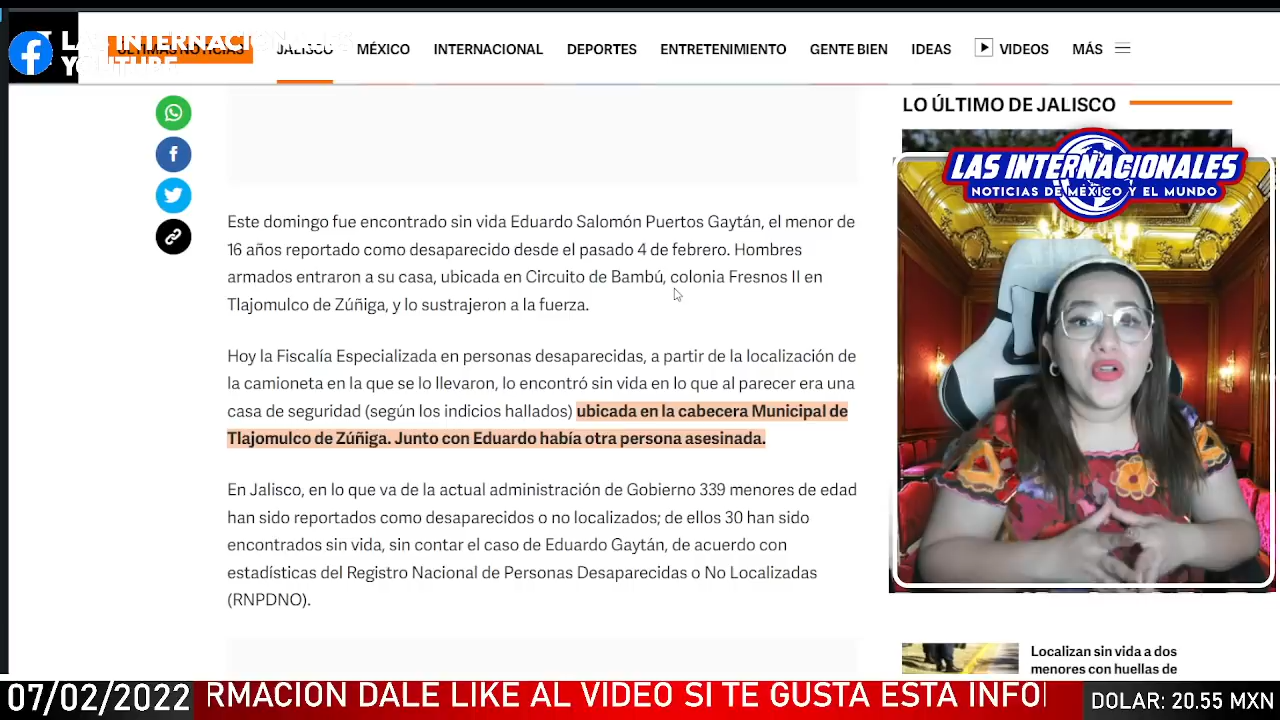 LAS INTERNACIONALES
YOUTUBE
ÚLTIMAS NOTICIAS
JALISCO
MÉXICO
INTERNACIONAL
DEPORTES
ENTRETENIMIENTO
GENTE BIEN
IDEAS
VIDEOS
MÁS
LO ÚLTIMO DE JALISCO
LAS INTERNACIONALES
NOTICIAS DE MÉXICO Y EL MUNDO
Este domingo fue encontrado sin vida Eduardo Salomón Puertos Gaytán, el menor de
16 años reportado como desaparecido desde el pasado 4 de febrero. Hombres
armados entraron a su casa, ubicada en Circuito de Bambú, colonia Fresnos II en
Tlajomulco de Zúñiga, y lo sustrajeron a la fuerza.
Hoy la Fiscalía Especializada en personas desaparecidas, a partir de la localización de
la camioneta en la que se lo llevaron, lo encontró sin vida en lo que al parecer era una
casa de seguridad (según los indicios hallados) ubicada en la cabecera Municipal de
Tlajomulco de Zúñiga. Junto con Eduardo había otra persona asesinada.
En Jalisco, en lo que va de la actual administración de Gobierno 339 menores de edad
han sido reportados como desaparecidos o no localizados; de ellos 30 han sido
encontrados sin vida, sin contar el caso de Eduardo Gaytán, de acuerdo con
estadísticas del Registro Nacional de Personas Desaparecidas o No Localizadas
(RNPDNO).
Localizan sin vida a dos
menores con huellas de
07/02/2022
RMACION DALE LIKE AL VIDEO SI TE GUSTA ESTA INFO
DOLAR: 20.55 MXN